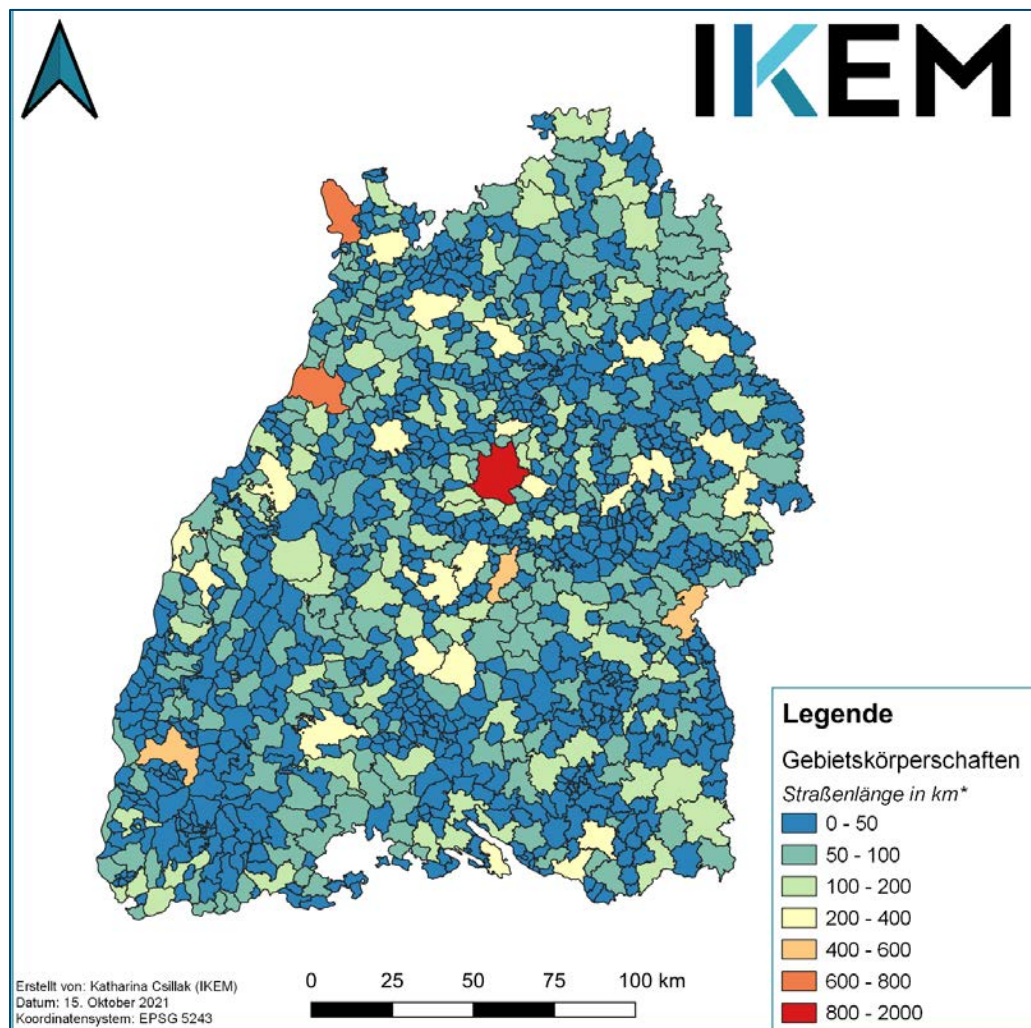 IKEM
Legende
Gebietskörperschaften
Straßenlänge in km*
0 - 50
50 - 100
100 - 200
200 - 400
400 - 600
600 - 800
800 - 2000
0 25 50 75 100 km
Erstellt von: Katharina Csillak (IKEM)
Datum: 15. Oktober 2021
Koordinatensystem: EPSG 5243